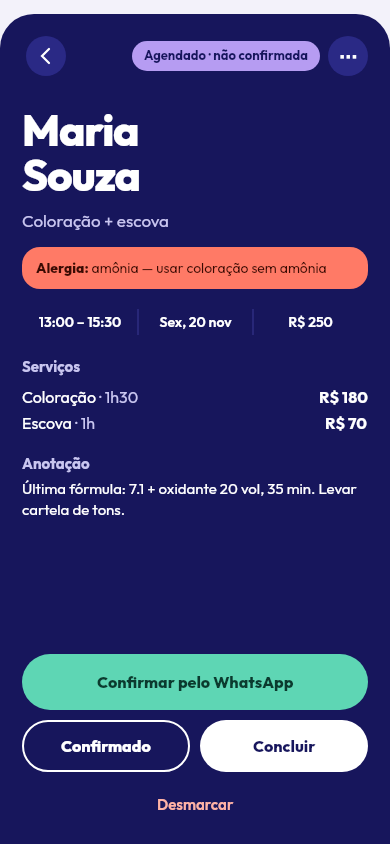 Agendado · não confirmada
Maria
Souza
Coloração + escova
Alergia: amônia — usar coloração sem amônia
13:00 – 15:30
Sex, 20 nov
R$ 250
Serviços
Coloração · 1h30
R$ 180
Escova · 1h
R$ 70
Anotação
Última fórmula: 7.1 + oxidante 20 vol, 35 min. Levar
cartela de tons.
Confirmar pelo WhatsApp
Confirmado
Concluir
Desmarcar